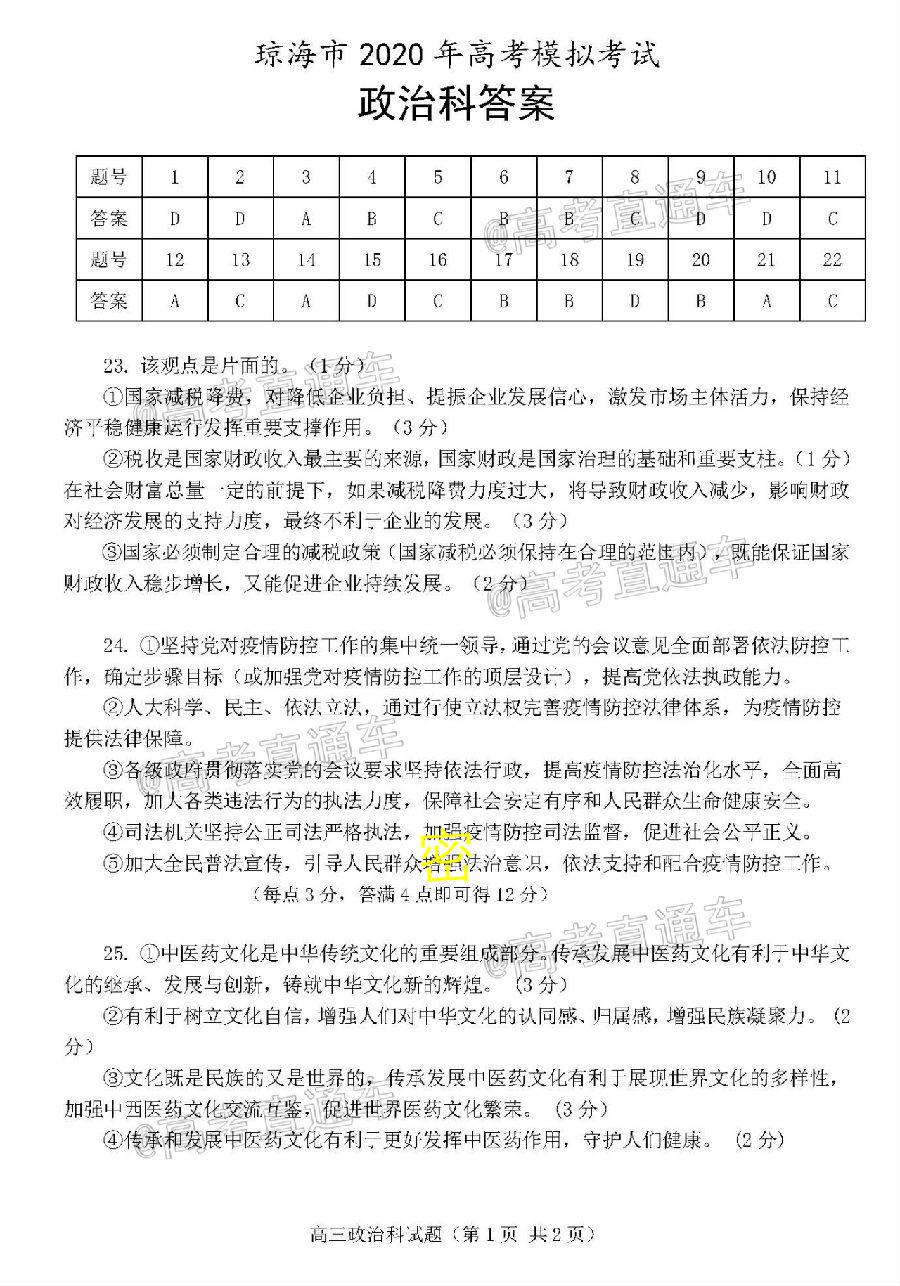 琼海市 2020 年高考模拟考试
政治科答案
题号 1 2 3 4 5 6 7 8 9 10 11
答案 D D A B C B B C D D C
题号 12 13 14 15 16 17 18 19 20 21 22
答案 A C A D C B B D B A C
@高考直通车
23. 该观点是片面的。（1 分）
①国家减税降费，对降低企业负担、提振企业发展信心，激发市场主体活力，保持经
济平稳健康运行发挥重要支撑作用。（3 分）
@高考直通车
②税收是国家财政收入最主要的来源，国家财政是国家治理的基础和重要支柱。（1 分）
在社会财富总量一定的前提下，如果减税降费力度过大，将导致财政收入减少，影响财政
对经济发展的支持力度，最终不利于企业的发展。（3 分）
③国家必须制定合理的减税政策（国家减税必须保持在合理的范围内），既能保证国家
财政收入稳步增长，又能促进企业持续发展。（2 分）
@高考直通车
24. ①坚持党对疫情防控工作的集中统一领导，通过党的会议意见全面部署依法防控工
作，确定步骤目标（或加强党对疫情防控工作的顶层设计），提高党依法执政能力。
②人大科学、民主、依法立法，通过行使立法权完善疫情防控法律体系，为疫情防控
提供法律保障。
@高考直通车
③各级政府贯彻落实党的会议要求坚持依法行政，提高疫情防控法治化水平，全面高
效履职，加大各类违法行为的执法力度，保障社会安定有序和人民群众生命健康安全。
④司法机关坚持公正司法严格执法，加强疫情防控司法监督，促进社会公平正义。
密
⑤加大全民普法宣传，引导人民群众增强法治意识，依法支持和配合疫情防控工作。
（每点 3 分，答满 4 点即可得 12 分）
@高考直通车
25. ①中医药文化是中华传统文化的重要组成部分。传承发展中医药文化有利于中华文
化的继承、发展与创新，铸就中华文化新的辉煌。（3 分）
②有利于树立文化自信，增强人们对中华文化的认同感、归属感，增强民族凝聚力。（2
分）
③文化既是民族的又是世界的，传承发展中医药文化有利于展现世界文化的多样性，
加强中西医药文化交流互鉴，促进世界医药文化繁荣。（3 分）
@高考直通车
④传承和发展中医药文化有利于更好发挥中医药作用，守护人们健康。（2 分）
高三政治科试题（第 1 页 共 2 页）